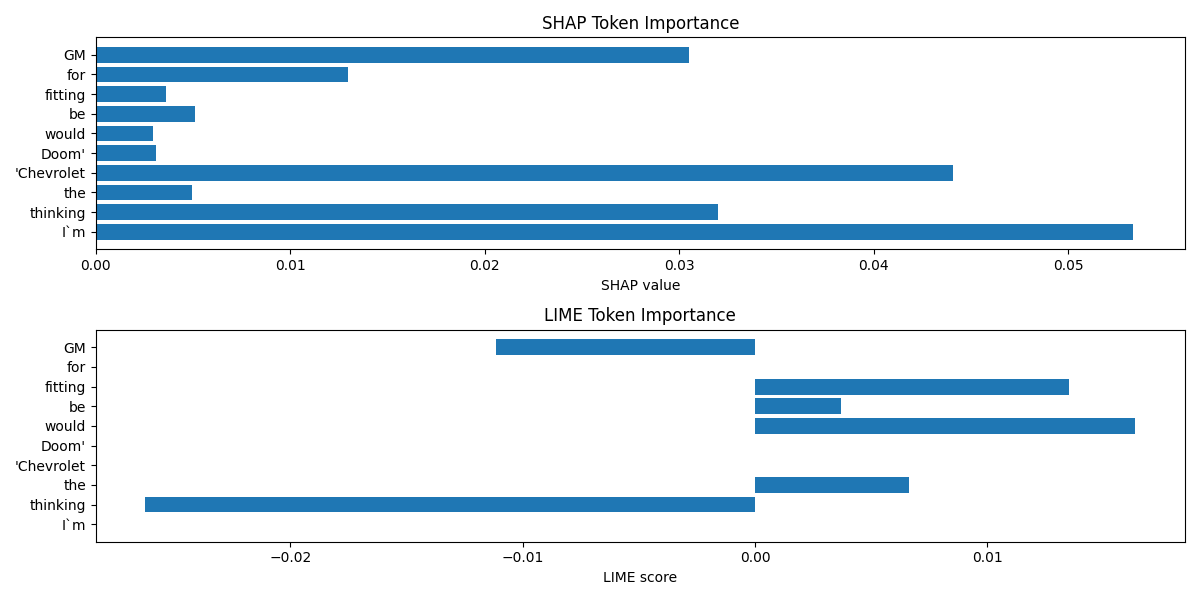 SHAP Token Importance
GM
for
fitting
be
would
Doom'
'Chevrolet
the
thinking
I`m
0.00 0.01 0.02 0.03 0.04 0.05
SHAP value
LIME Token Importance
GM
for
fitting
be
would
Doom'
'Chevrolet
the
thinking
I`m
−0.02 −0.01 0.00 0.01
LIME score